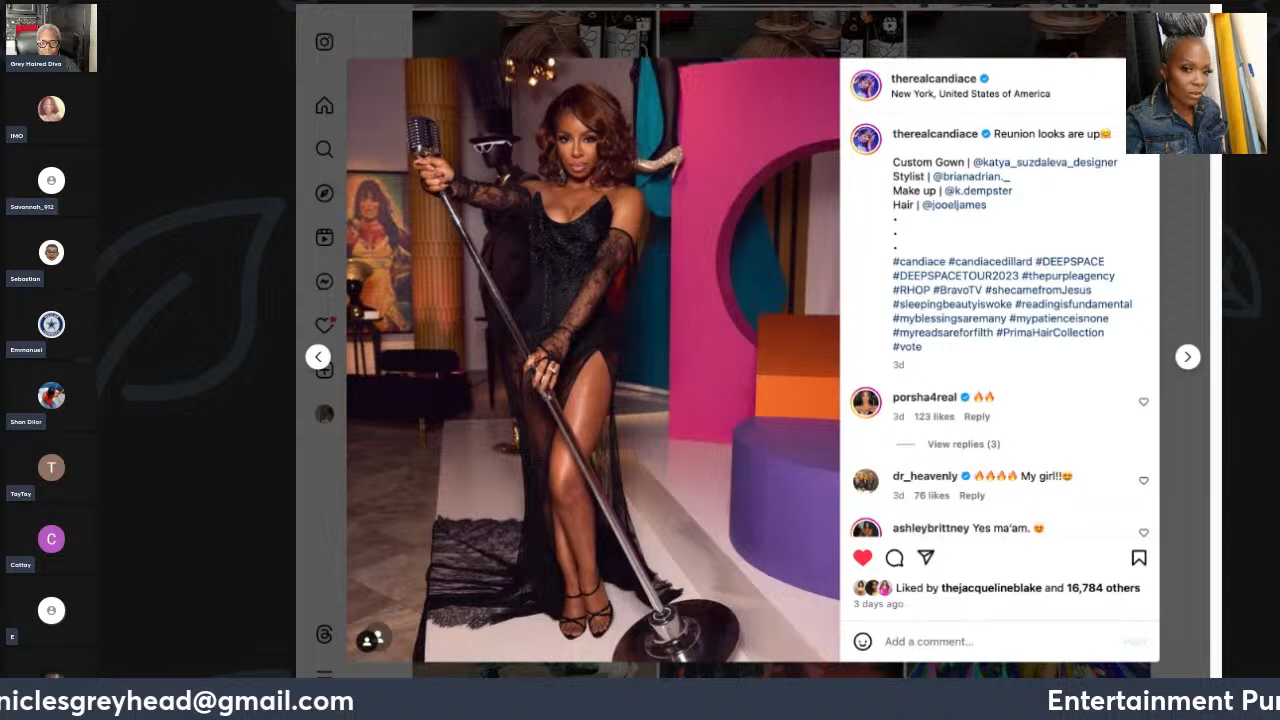 Grey Haired Diva
IMO
Savannah_912
Sebastian
Emmanuel
Shan Dilor
T
TayTay
C
Cattay
E
therealcandiace
New York, United States of America
therealcandiace Reunion looks are up🤗
Custom Gown | @katya_suzdaleva_designer
Stylist | @brianadrian._
Make up | @k.dempster
Hair | @jooeljames
.
.
.
#candiace #candiacedillard #DEEPSPACE
#DEEPSPACETOUR2023 #thepurpleagency
#RHOP #BravoTV #shecamefromJesus
#sleepingbeautyiswoke #readingisfundamental
#myblessingsaremany #mypatienceisnone
#myreadsareforfilth #PrimaHairCollection
#vote
3d
porsha4real 🔥🔥
3d 123 likes Reply
View replies (3)
dr_heavenly 🔥🔥🔥🔥 My girl!!😍
3d 76 likes Reply
ashleybrittney Yes ma'am. 😍
Liked by thejacquelineblake and 16,784 others
3 days ago
Add a comment...
Post
niclesgreyhead@gmail.com
Entertainment Pur